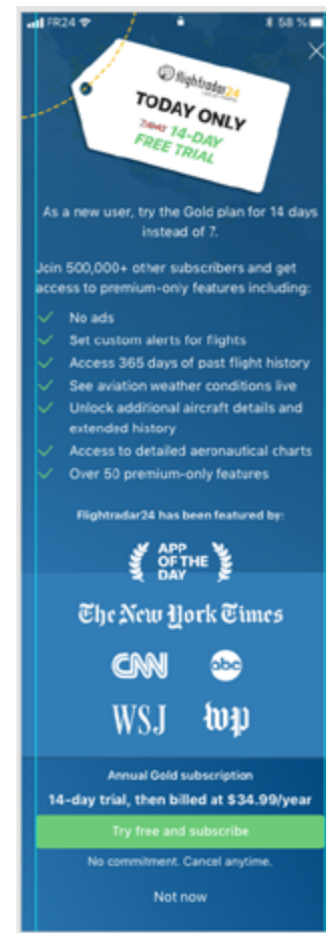 FR24 58 %
flightradar24
TODAY ONLY
7-DAY 14-DAY
FREE TRIAL
As a new user, try the Gold plan for 14 days
instead of 7.
Join 500,000+ other subscribers and get
access to premium-only features including:
No ads
Set custom alerts for flights
Access 365 days of past flight history
See aviation weather conditions live
Unlock additional aircraft details and
extended history
Access to detailed aeronautical charts
Over 50 premium-only features
Flightradar24 has been featured by:
APP
OF THE
DAY
The New York Times
CNN abc
WSJ wp
Annual Gold subscription
14-day trial, then billed at $34.99/year
Try free and subscribe
No commitment. Cancel anytime.
Not now